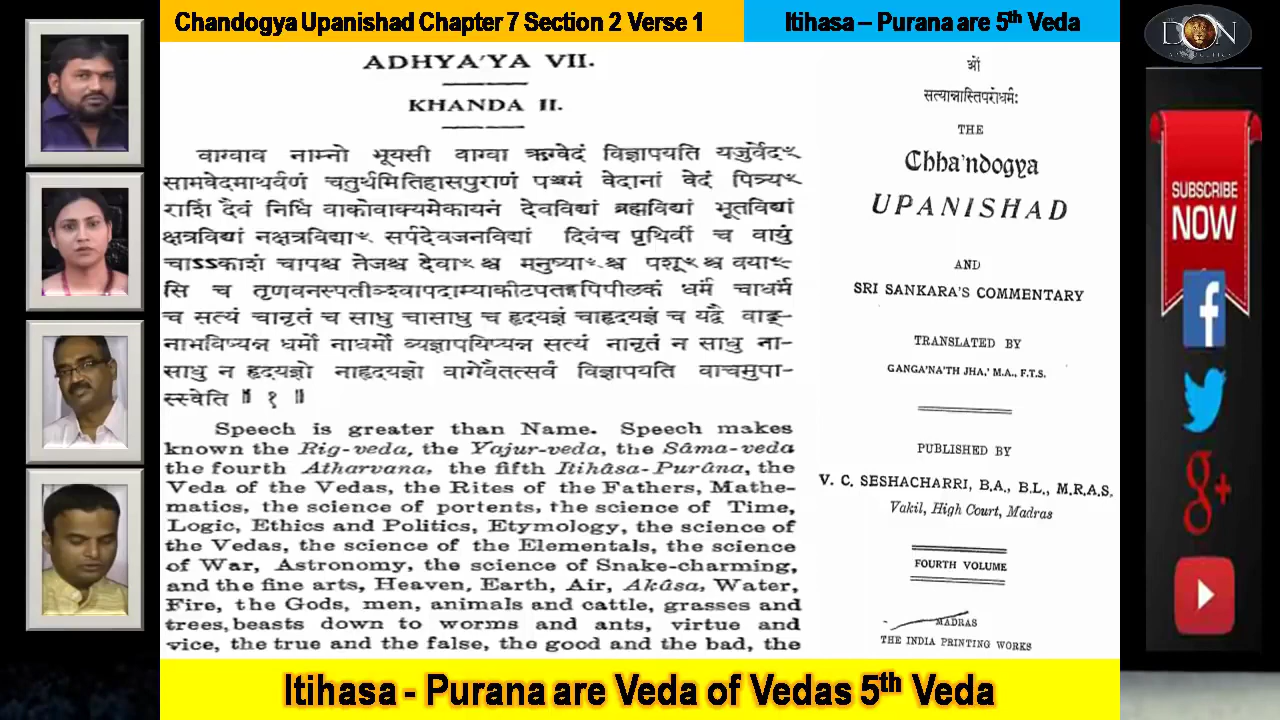 Chandogya Upanishad Chapter 7 Section 2 Verse 1
Itihasa – Purana are 5th Veda
DON
ADHYA'YA VII.
KHANDA II.
वाग्वाव नाम्नो भूयसी वाग्वा ऋग्वेदं विज्ञापयति यजुर्वेदꣳ
सामवेदमाथर्वणं चतुर्थमितिहासपुराणं पञ्चमं वेदानां वेदं पित्र्यꣳ
राशिं दैवं निधिं वाकोवाक्यमेकायनं देवविद्यां ब्रह्मविद्यां भूतविद्यां
क्षत्रविद्यां नक्षत्रविद्याꣳ सर्पदेवजनविद्यां दिवंच पृथिवीं च वायुं
चाऽऽकाशं चापश्च तेजश्च देवाꣳश्च मनुष्याꣳश्च पशूꣳश्च वयाꣳ-
सि च तृणवनस्पतीञ्श्वापदाम्याकीटपतङ्गपिपीलकं धर्मं चाधर्मं
च सत्यं चानृतं च साधु चासाधु च हृदयज्ञं चाहृदयज्ञं च यद्वै वाङ्-
नाभविष्यन्न धर्मो नाधर्मो व्यज्ञापयिष्यन्न सत्यं नानृतं न साधु ना-
साधु न हृदयज्ञो नाहृदयज्ञो वागेवैतत्सर्वं विज्ञापयति वाचमुपा-
स्स्वेति ॥ १ ॥
Speech is greater than Name. Speech makes
known the Rig-veda, the Yajur-veda, the Sâma-veda
the fourth Atharvana, the fifth Itihâsa-Purâna, the
Veda of the Vedas, the Rites of the Fathers, Mathe-
matics, the science of portents, the science of Time,
Logic, Ethics and Politics, Etymology, the science of
the Vedas, the science of the Elementals, the science
of War, Astronomy, the science of Snake-charming,
and the fine arts, Heaven, Earth, Air, Akâsa, Water,
Fire, the Gods, men, animals and cattle, grasses and
trees, beasts down to worms and ants, virtue and
vice, the true and the false, the good and the bad, the
ओं
सत्यान्नास्तिपरोधर्मः
THE
Chha'ndogya
UPANISHAD
AND
SRI SANKARA'S COMMENTARY
TRANSLATED BY
GANGA'NA'TH JHA,' M.A., F.T.S.
PUBLISHED BY
V. C. SESHACHARRI, B.A., B.L., M.R.A.S.
Vakil, High Court, Madras
FOURTH VOLUME
MADRAS
THE INDIA PRINTING WORKS
SUBSCRIBE
NOW
f
g+
Itihasa - Purana are Veda of Vedas 5th Veda